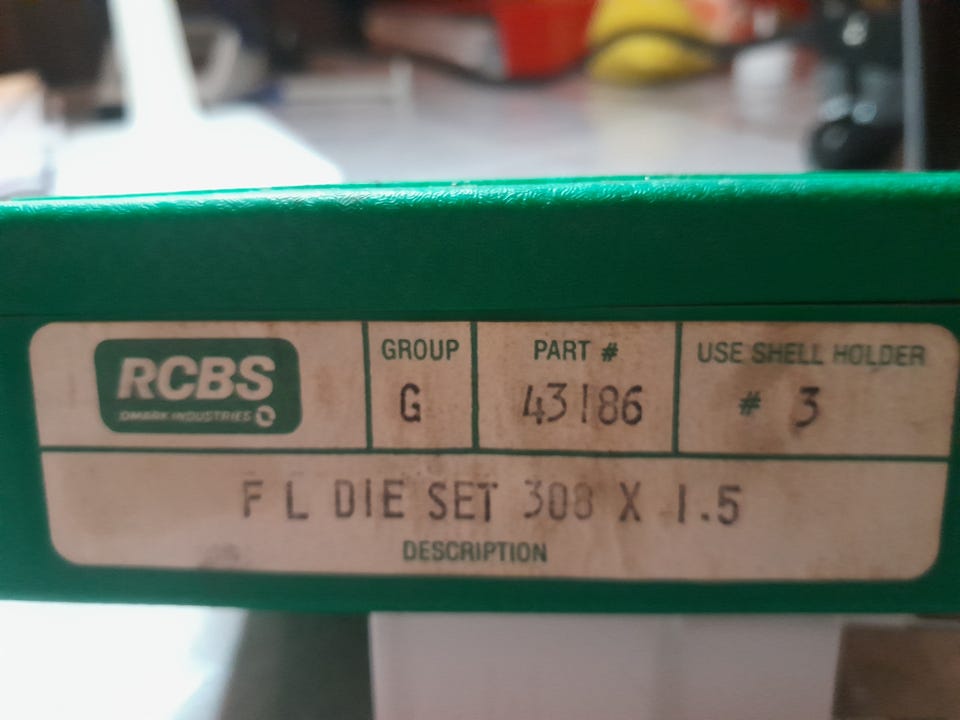 RCBS
OMARK INDUSTRIES
GROUP
G
PART #
43186
USE SHELL HOLDER
# 3
F L DIE SET 308 X 1.5
DESCRIPTION